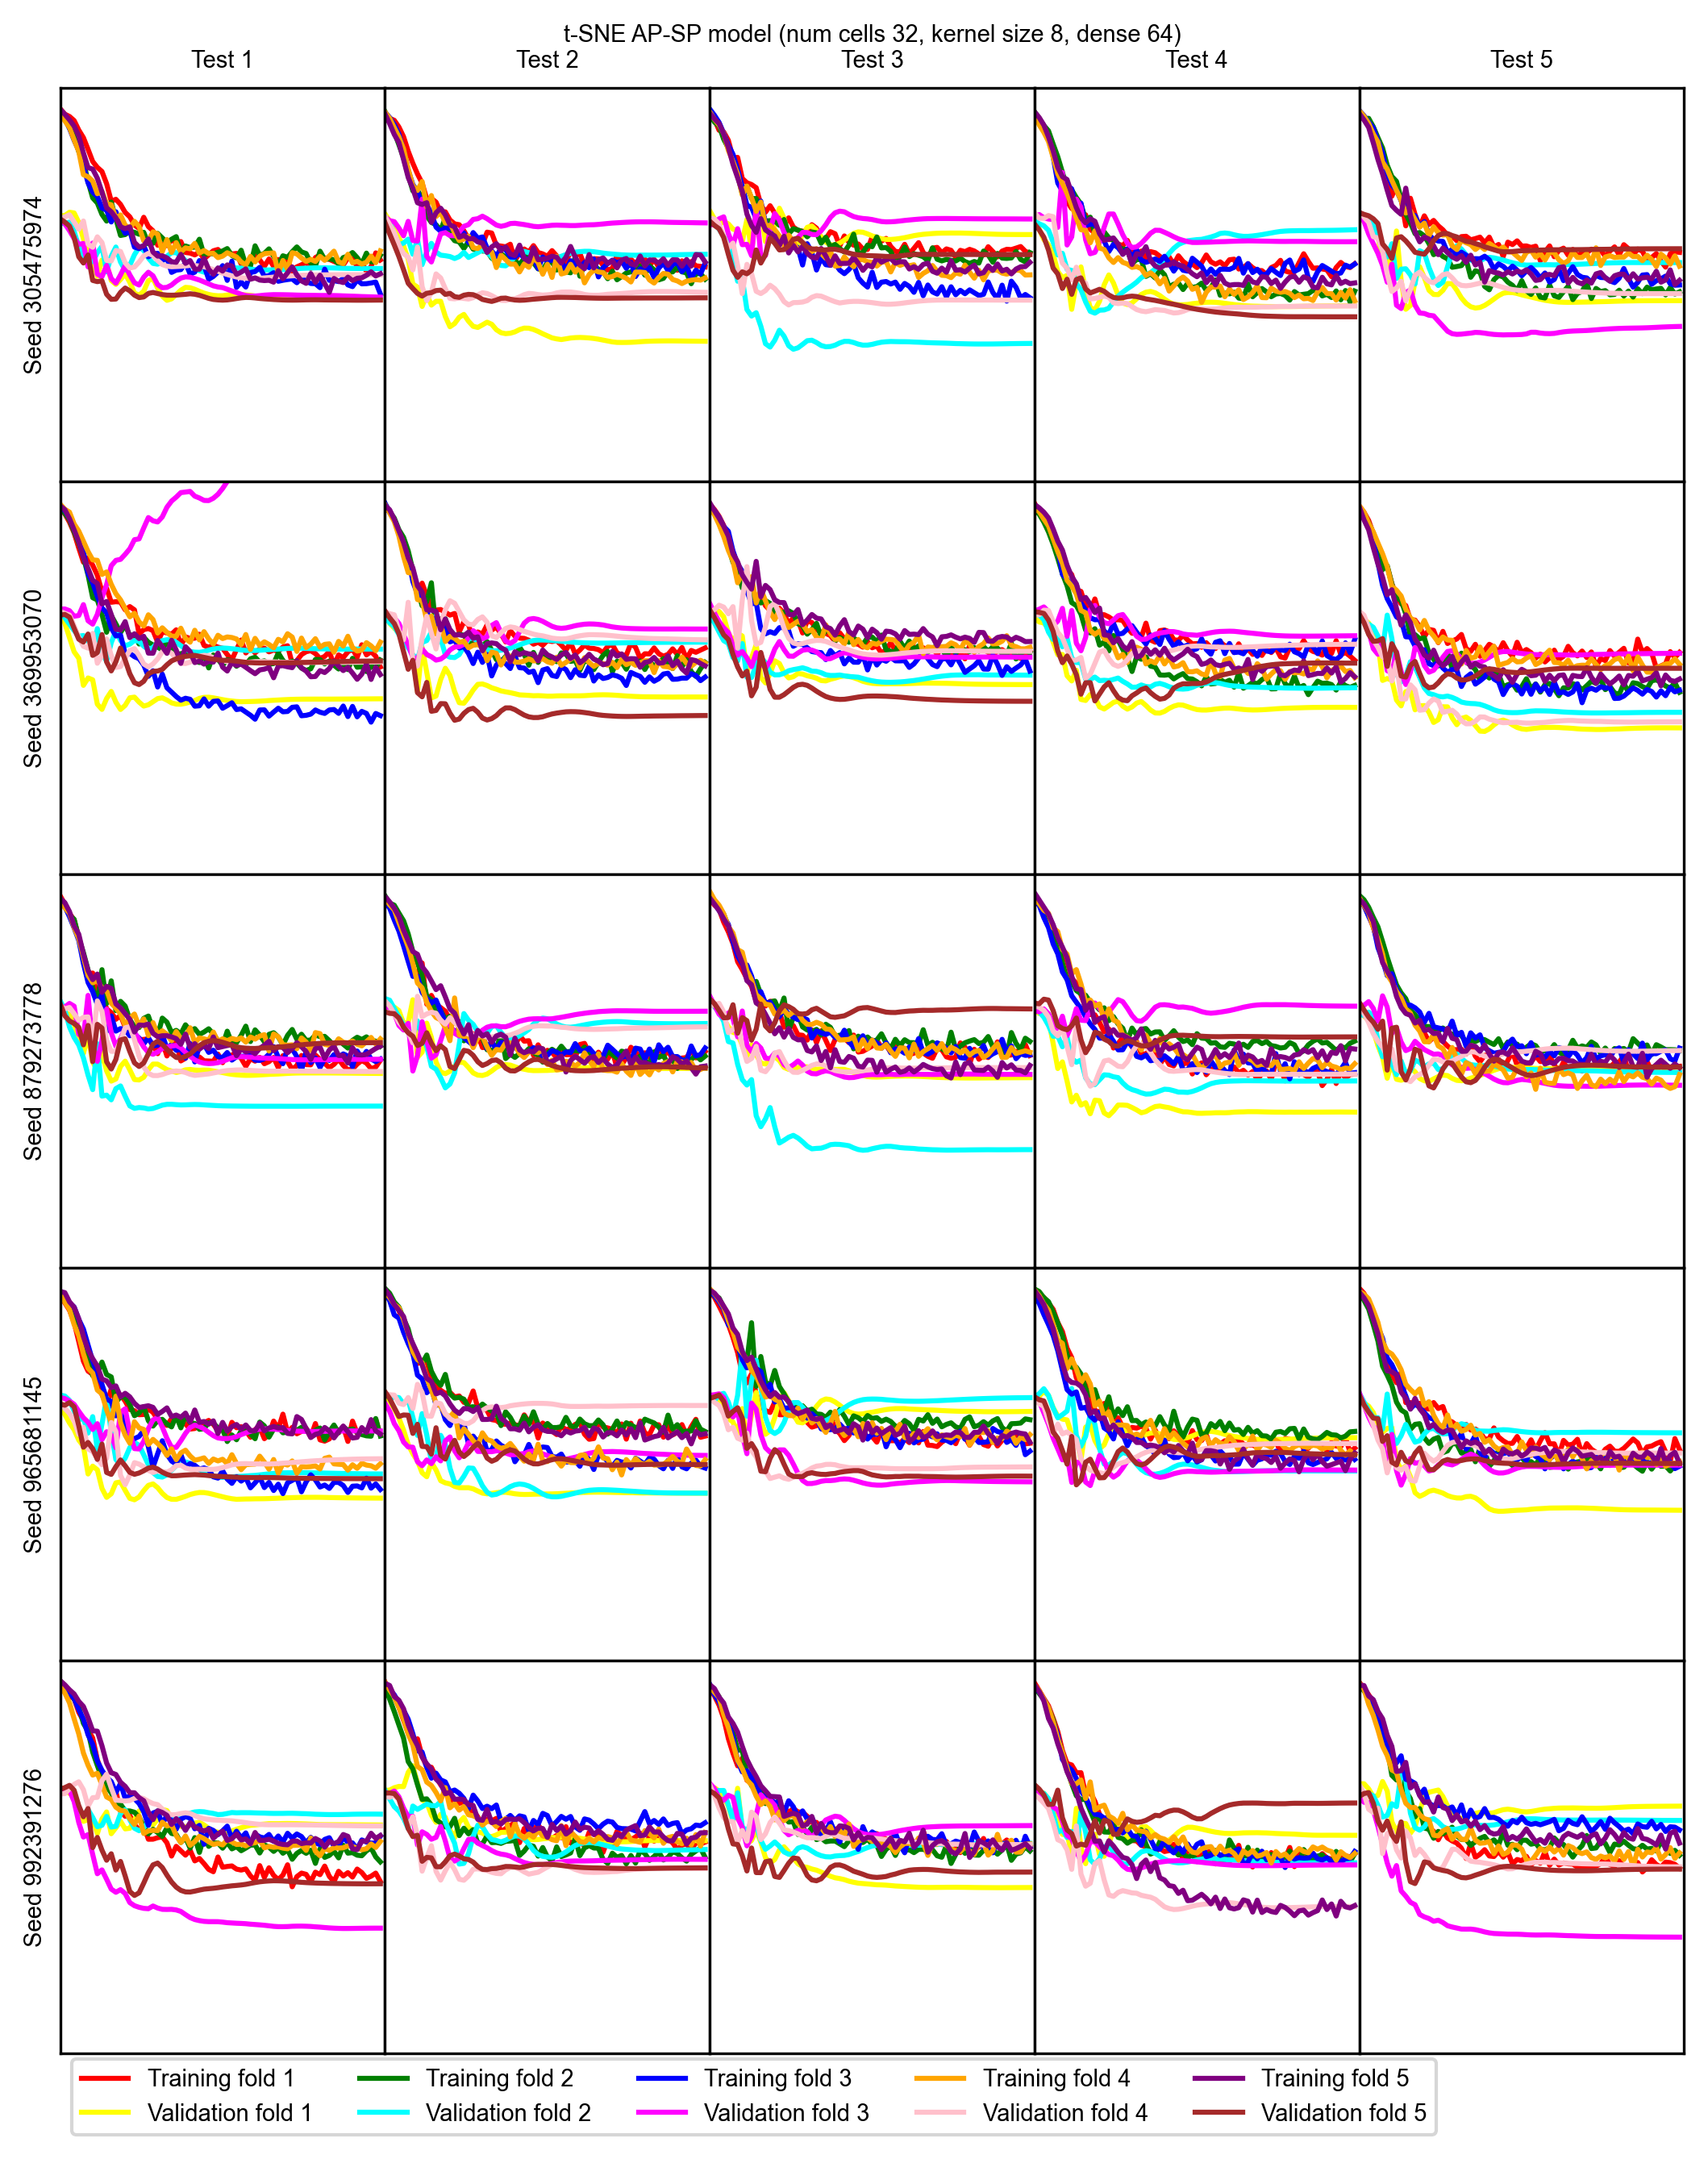 t-SNE AP-SP model (num cells 32, kernel size 8, dense 64)
Test 1 Test 2 Test 3 Test 4 Test 5
Seed 3054475974
Seed 3699953070
Seed 879273778
Seed 965681145
Seed 992391276
Training fold 1 Training fold 2 Training fold 3 Training fold 4 Training fold 5
Validation fold 1 Validation fold 2 Validation fold 3 Validation fold 4 Validation fold 5